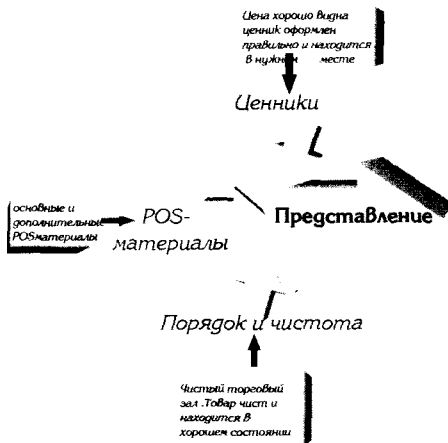 Цена хорошо видна
ценник оформлен
правильно и находится
в нужном месте
Ценники
основные и
дополнительные
POSматериалы
POS-
материалы
Представление
Порядок и чистота
Чистый торговый
зал .Товар чист и
находится в
хорошем состоянии